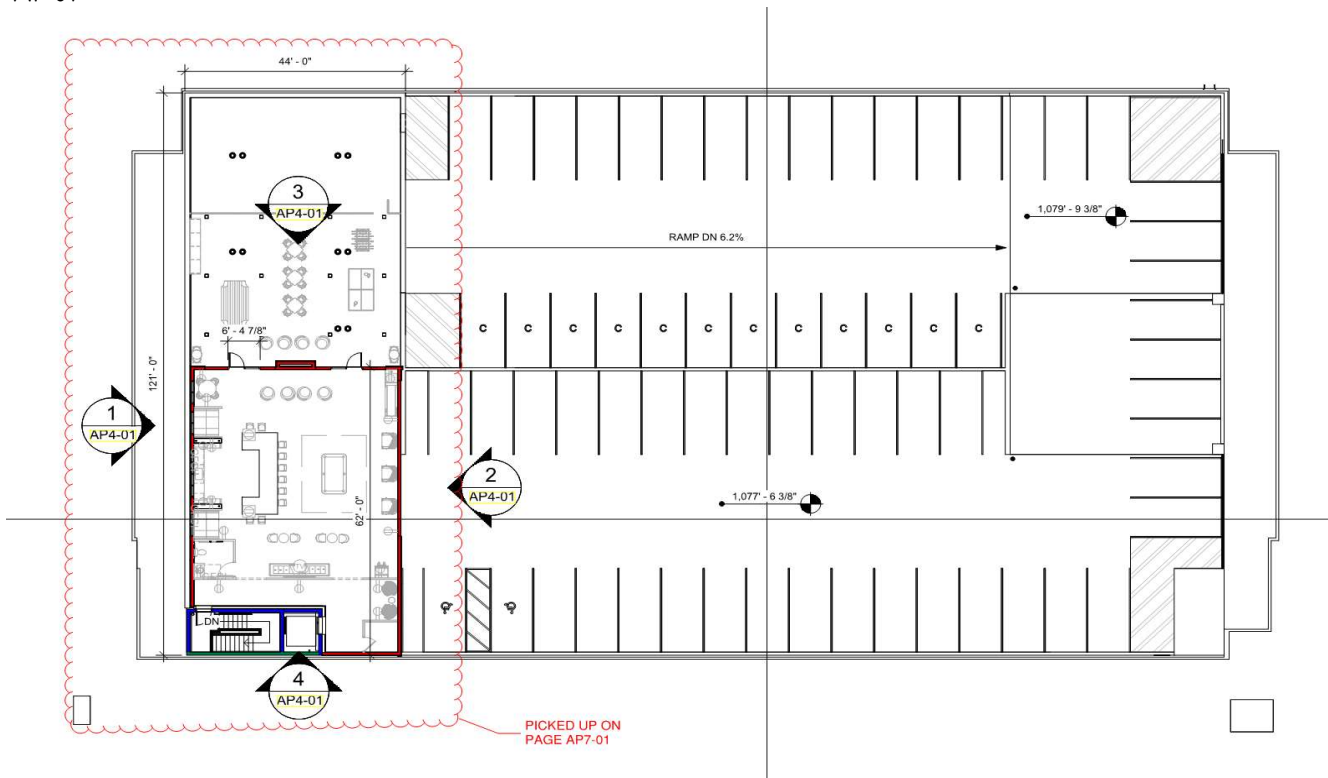 44' - 0"
3
AP4-01
1,079' - 9 3/8"
RAMP DN 6.2%
6' - 4 7/8"
C C C C C C C C C C C C
121' - 0"
1
AP4-01
2
AP4-01
1,077' - 6 3/8"
62' - 0"
DN
4
AP4-01
PICKED UP ON
PAGE AP7-01